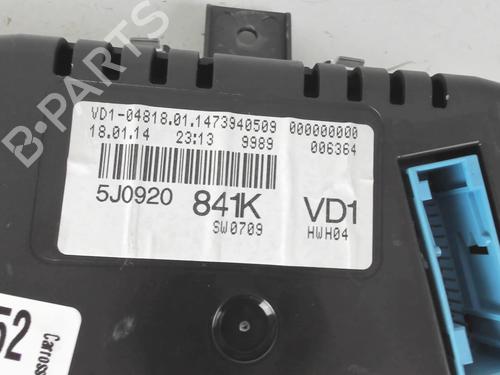 VD1-04818.01.1473940509 000000000
18.01.14 23:13 9989 006364
5J0920 841K VD1
SW0709 HWH04
52
Caross
B-PARTS